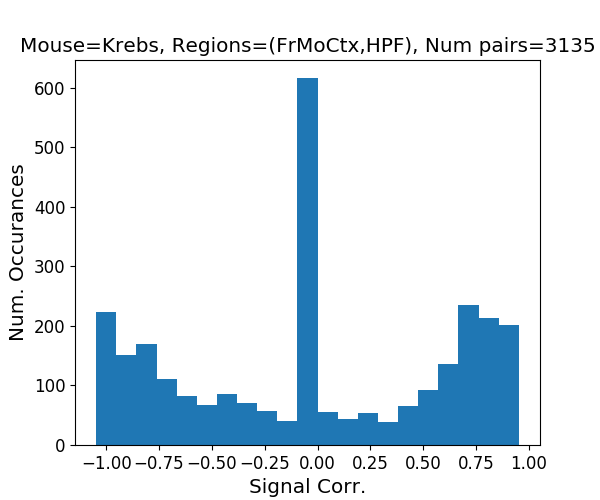 Mouse=Krebs, Regions=(FrMoCtx,HPF), Num pairs=3135
600
500
400
300
200
100
0
Num. Occurances
−1.00 −0.75 −0.50 −0.25 0.00 0.25 0.50 0.75 1.00
Signal Corr.